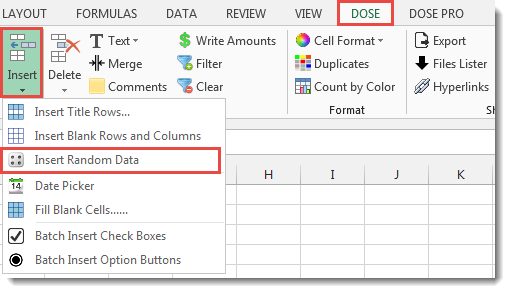 LAYOUT FORMULAS DATA REVIEW VIEW DOSE DOSE PRO
Insert Delete Text Merge Comments
Write Amounts Filter Clear
Cell Format Duplicates Count by Color
Format
Export Files Lister Hyperlinks
Sh
Insert Title Rows...
Insert Blank Rows and Columns
Insert Random Data
Date Picker
14
Fill Blank Cells......
Batch Insert Check Boxes
Batch Insert Option Buttons
H I J K